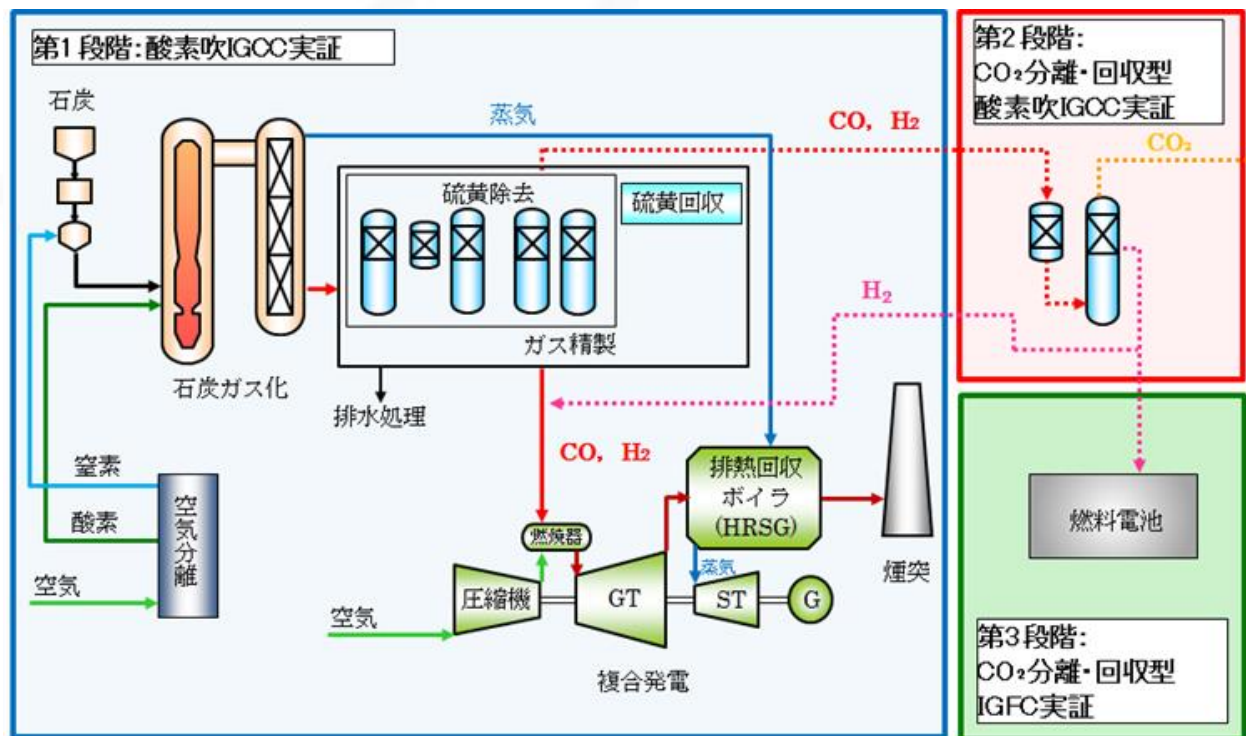 第1段階:酸素吹IGCC実証
石炭
蒸気
CO, H₂
硫黄除去
硫黄回収
ガス精製
石炭ガス化
排水処理
H₂
CO, H₂
窒素
酸素
空気
空気分離
燃焼器
圧縮機
GT
排熱回収
ボイラ
(HRSG)
蒸気
ST
G
煙突
空気
複合発電
第2段階:
CO₂分離・回収型
酸素吹IGCC実証
CO₂
燃料電池
第3段階:
CO₂分離・回収型
IGFC実証